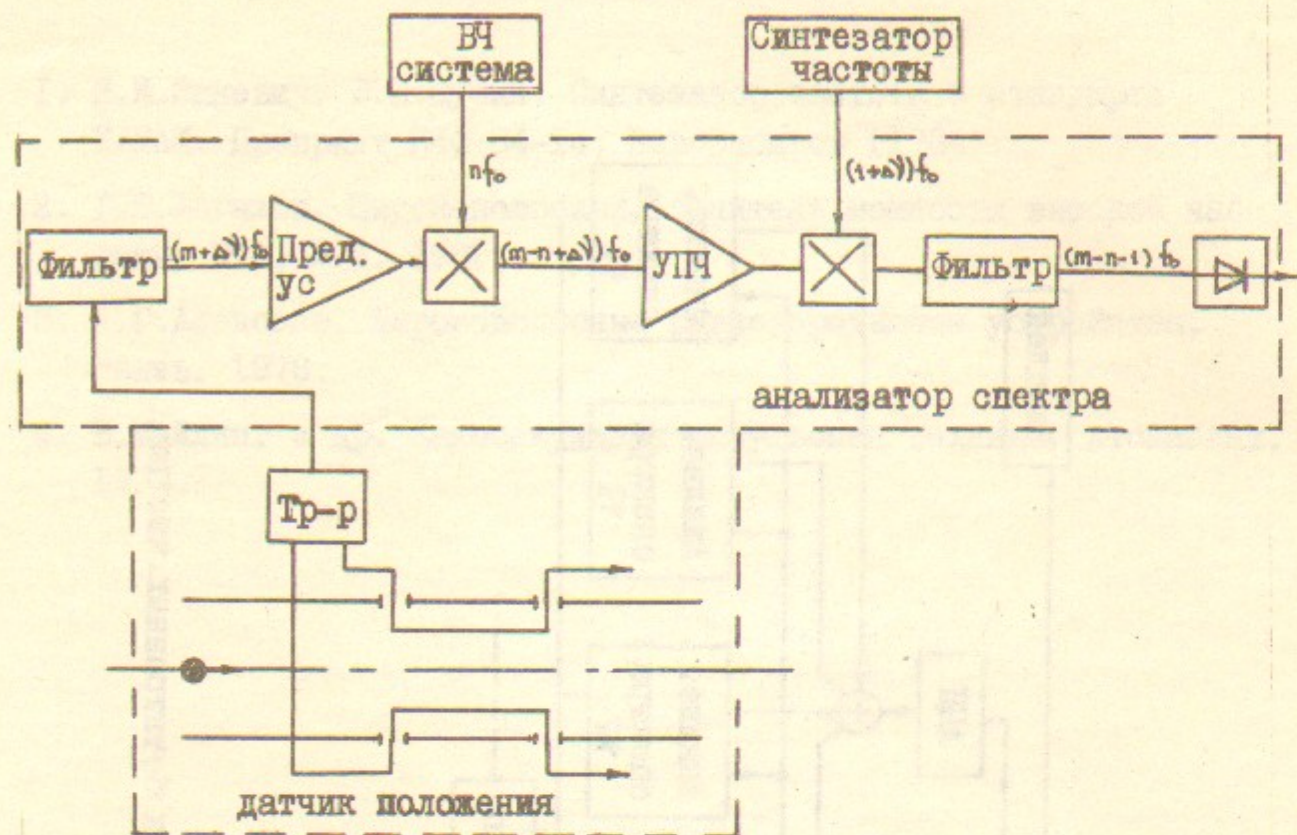 ВЧ
система
Синтезатор
частоты
nf₀
(1+Δν)f₀
Фильтр
(m+Δν)f₀
Пред.
ус
(m-n+Δν)f₀
УПЧ
Фильтр
(m-n-1)f₀
анализатор спектра
Тр-р
датчик положения